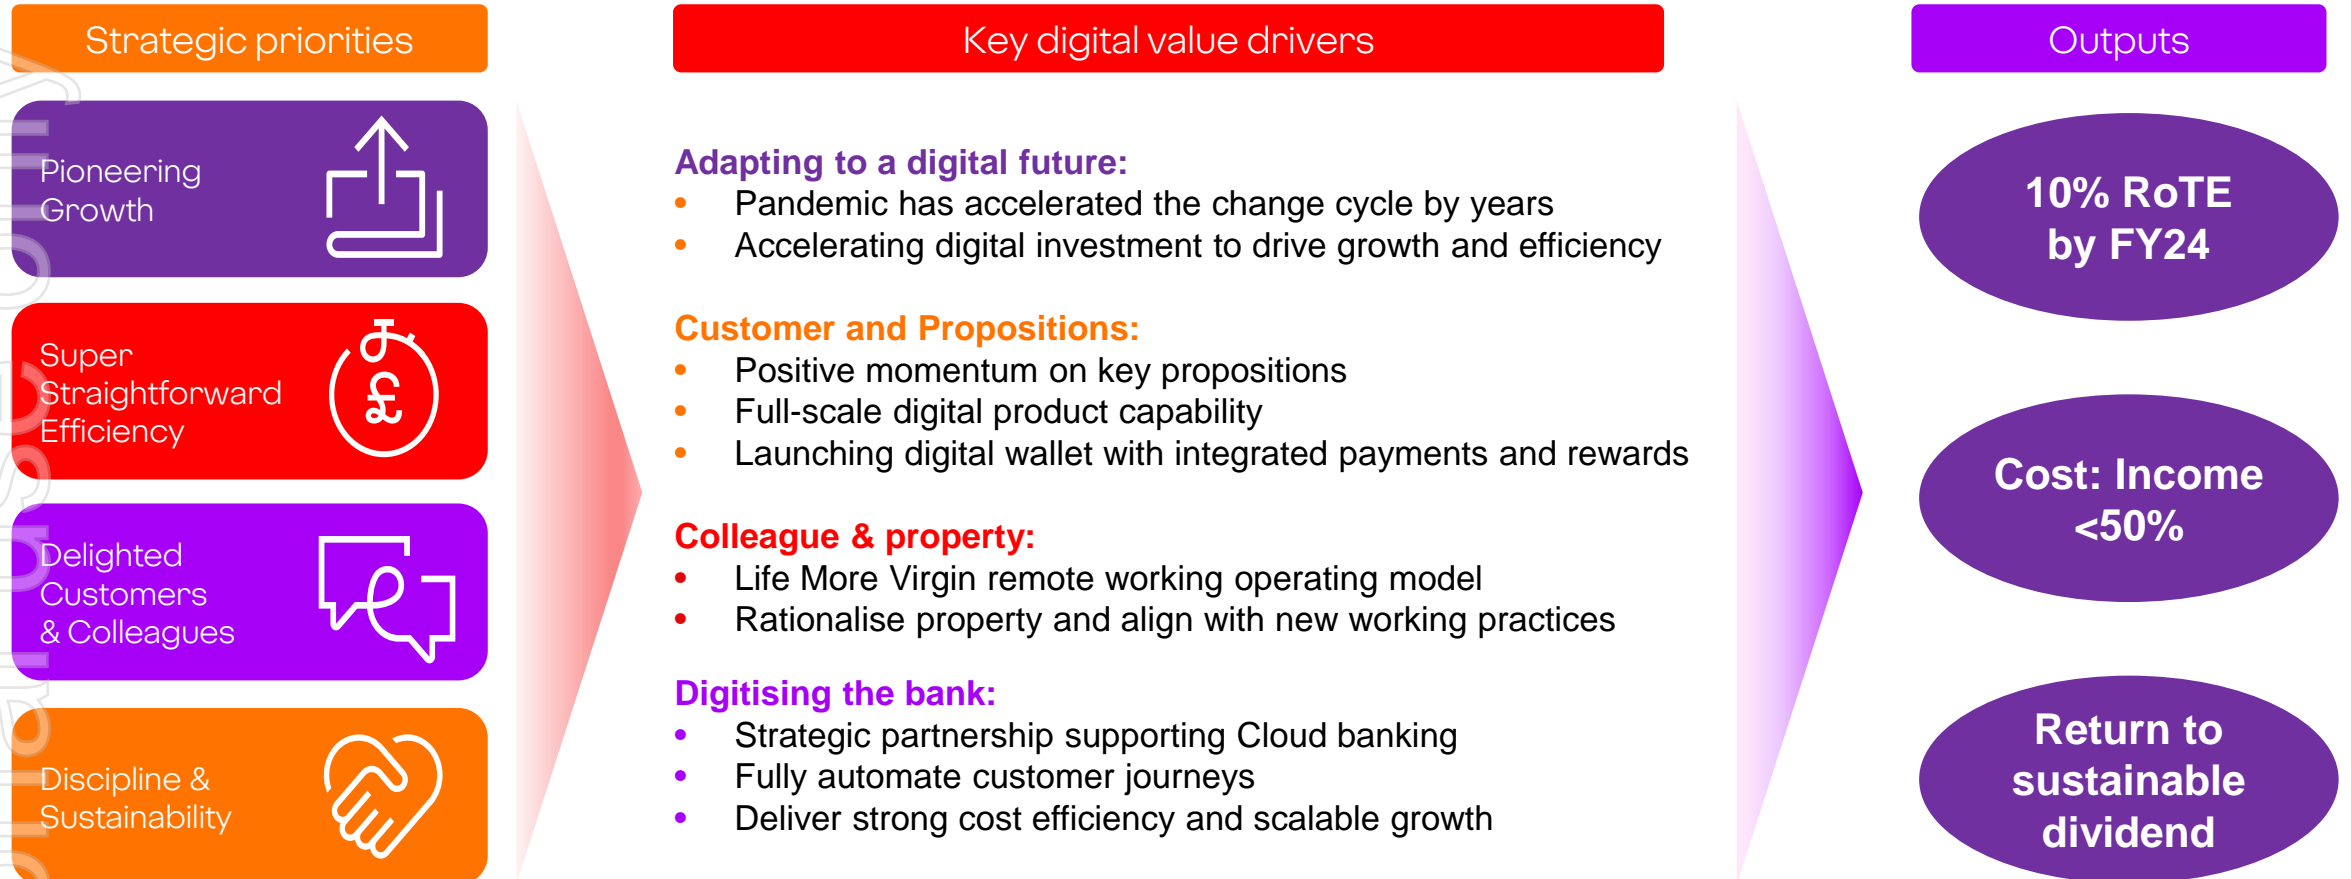 Strategic priorities
Key digital value drivers
Outputs
Pioneering
Growth
Super
Straightforward
Efficiency
£
Delighted
Customers
& Colleagues
Discipline &
Sustainability
Adapting to a digital future:
• Pandemic has accelerated the change cycle by years
• Accelerating digital investment to drive growth and efficiency
Customer and Propositions:
• Positive momentum on key propositions
• Full-scale digital product capability
• Launching digital wallet with integrated payments and rewards
Colleague & property:
• Life More Virgin remote working operating model
• Rationalise property and align with new working practices
Digitising the bank:
• Strategic partnership supporting Cloud banking
• Fully automate customer journeys
• Deliver strong cost efficiency and scalable growth
10% RoTE
by FY24
Cost: Income
<50%
Return to
sustainable
dividend
use only